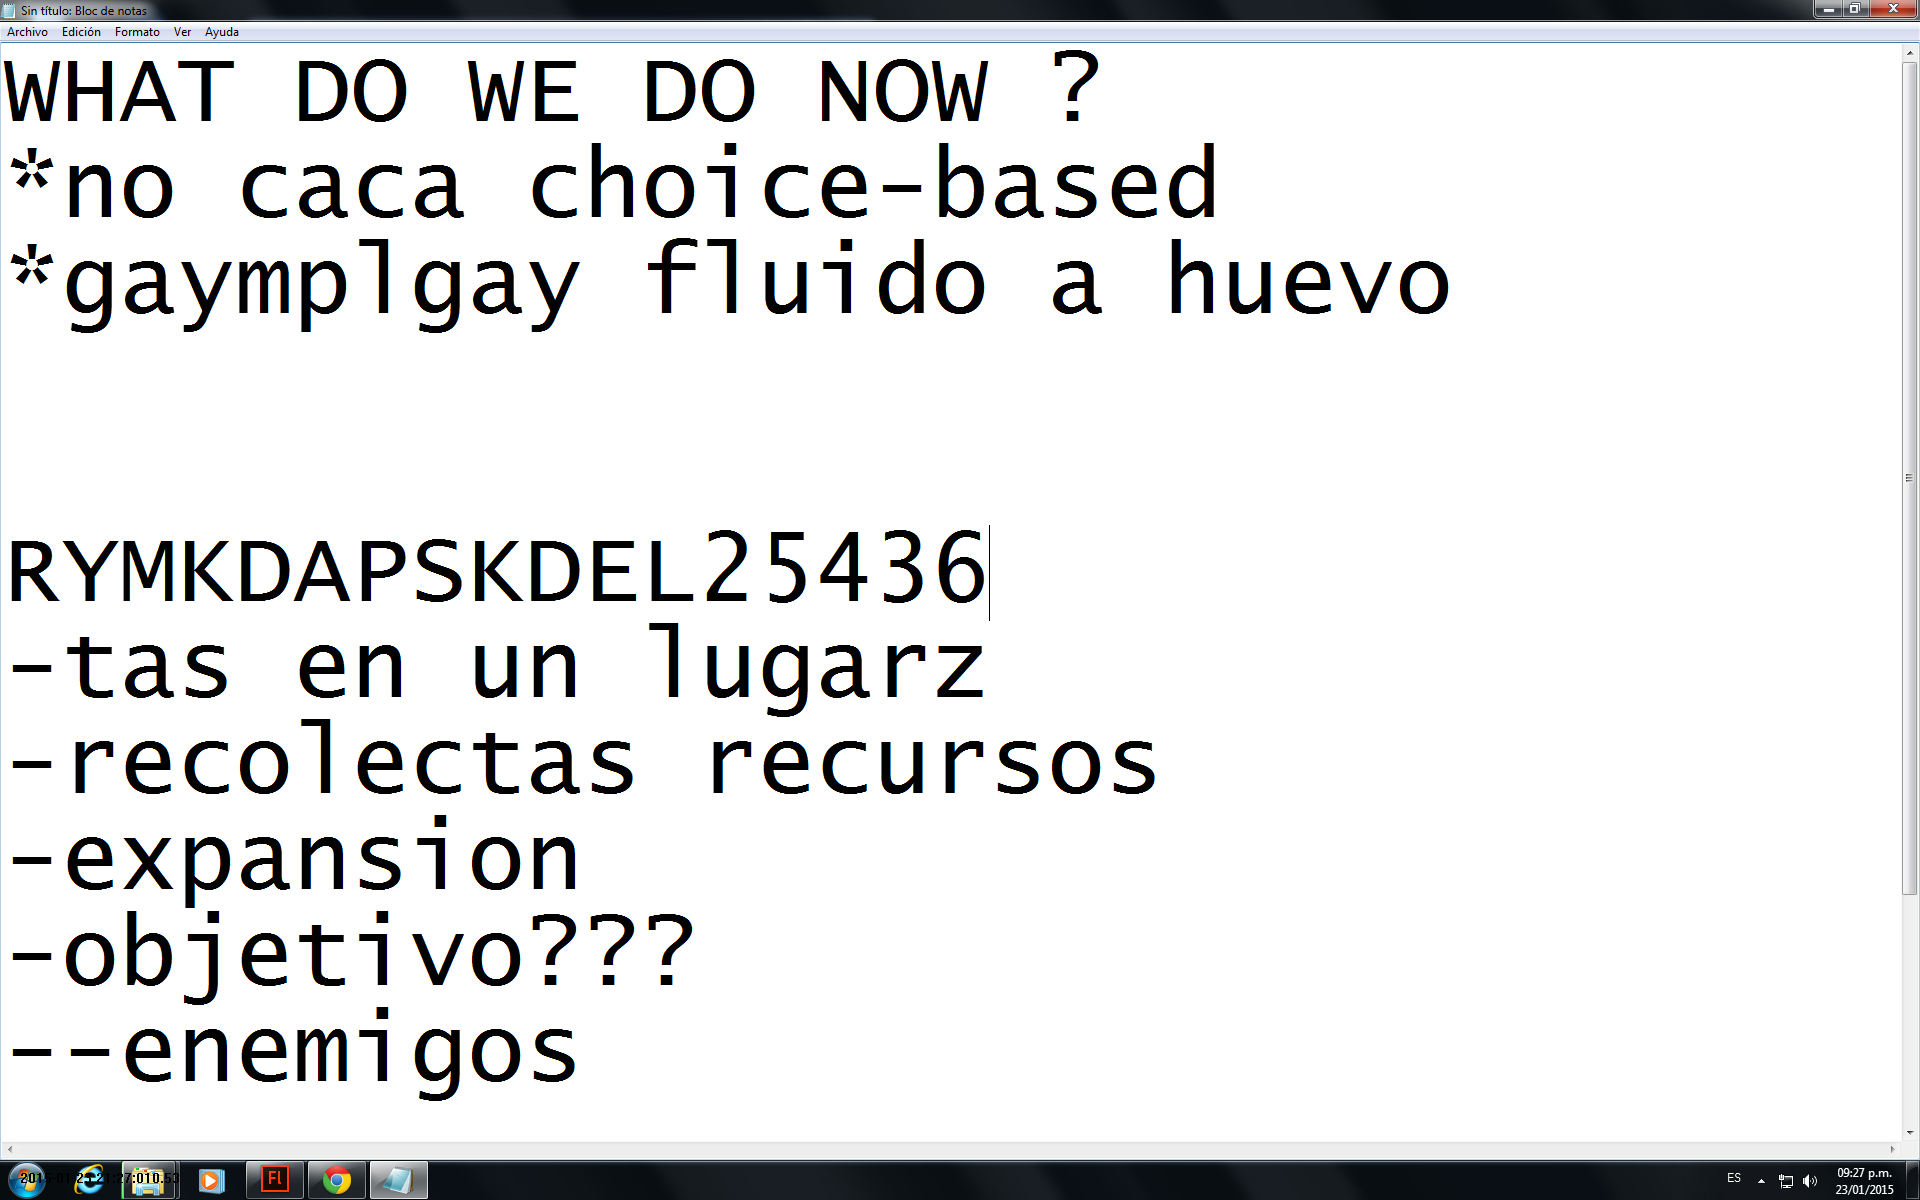 Sin título: Bloc de notas
Archivo Edición Formato Ver Ayuda
WHAT DO WE DO NOW ?
*no caca choice-based
*gaymplgay fluido a huevo
RYMKDAPSKDEL25436
-tas en un lugarz
-recolectas recursos
-expansion
-objetivo???
--enemigos
Fl
ES
09:27 p.m.
23/01/2015